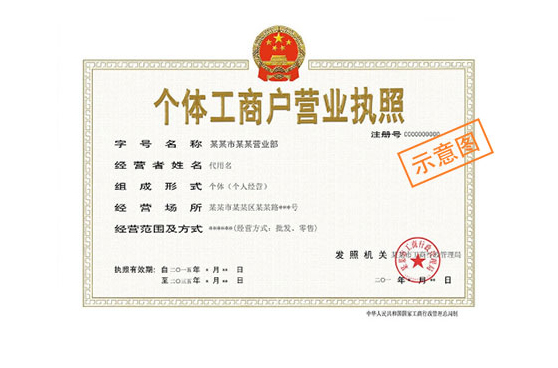 个体工商户营业执照
注册号 CCCC000000
示意图
字号名称 某某市某某营业部
经营者姓名 代用名
组成形式 个体（个人经营）
经营场所 某某市某某区某某路***号
经营范围及方式 ******(经营方式：批发、零售)
发照机关 某某市工商行政管理局
执照有效期：自二〇一五年 * 月 ** 日
至二〇三五年 * 月 ** 日
二〇一 年 月 ** 日
中华人民共和国国家工商行政管理总局制